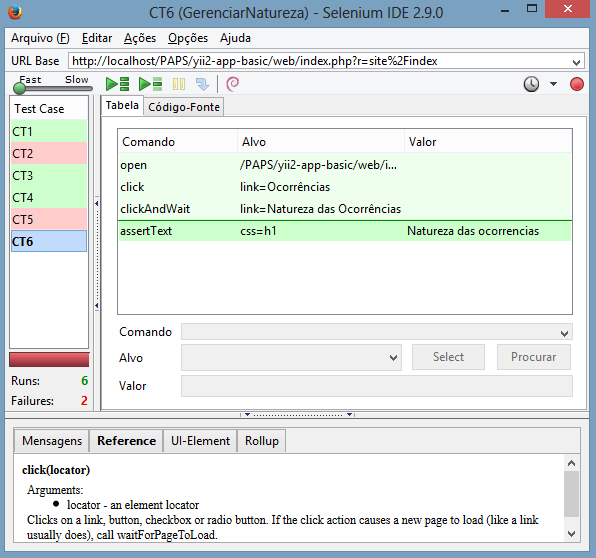 CT6 (GerenciarNatureza) - Selenium IDE 2.9.0
Arquivo (F) Editar Ações Opções Ajuda
URL Base http://localhost/PAPS/yii2-app-basic/web/index.php?r=site%2Findex
Fast Slow
Test Case
CT1
CT2
CT3
CT4
CT5
CT6
Runs: 6
Failures: 2
Tabela Código-Fonte
Comando Alvo Valor
open /PAPS/yii2-app-basic/web/i...
click link=Ocorrências
clickAndWait link=Natureza das Ocorrências
assertText css=h1 Natureza das ocorrencias
Comando
Alvo Select Procurar
Valor
Mensagens Reference UI-Element Rollup
click(locator)
Arguments:
locator - an element locator
Clicks on a link, button, checkbox or radio button. If the click action causes a new page to load (like a link
usually does), call waitForPageToLoad.